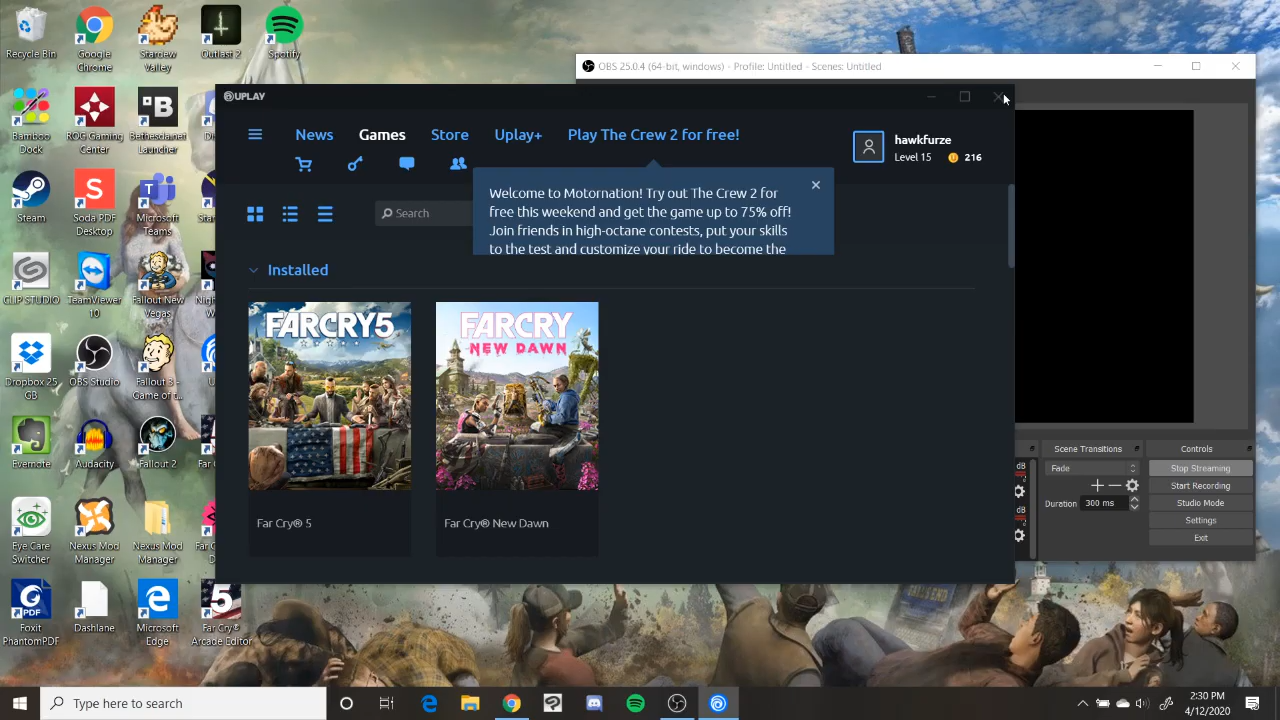 Recycle Bin
Google Chrome
Stardew Valley
Outlast 2
Spotify
Bamboo Dock
ROG Gaming Center
Bethesda.net Launcher
Steam
Soda PDF Desktop
Microsoft Teams
CLIP STUDIO
TeamViewer 10
Fallout New Vegas
Dropbox 25 GB
OBS Studio
Fallout 3 - Game of t...
Evernote
Audacity
Fallout 2
Eye Care Switcher
Nexus Mod Manager
Nexus Mod Manager
Foxit PhantomPDF
Dashlane
Microsoft Edge
Far Cry® Arcade Editor
OBS 25.0.4 (64-bit, windows) - Profile: Untitled - Scenes: Untitled
UPLAY
News Games Store Uplay+ Play The Crew 2 for free!
hawkfurze
Level 15 216
Search
Welcome to Motornation! Try out The Crew 2 for
free this weekend and get the game up to 75% off!
Join friends in high-octane contests, put your skills
to the test and customize your ride to become the
Installed
FARCRY5
FARCRY
NEW DAWN
Far Cry® 5
Far Cry® New Dawn
dB
dB
Scene Transitions
Fade
Duration 300 ms
Controls
Stop Streaming
Start Recording
Studio Mode
Settings
Exit
Type here to search
2:30 PM
4/12/2020